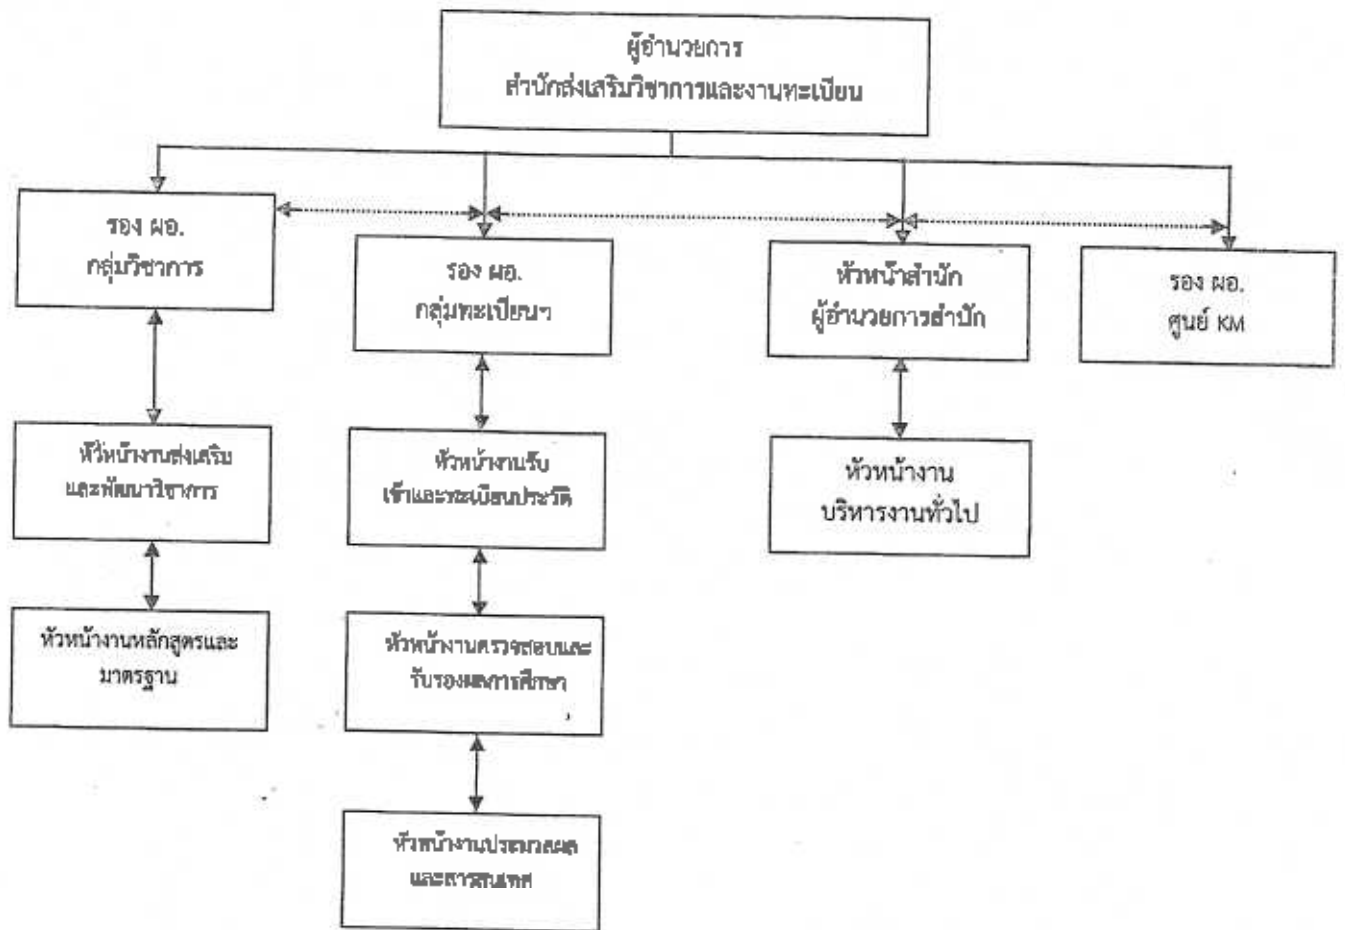 ผู้อำนวยการ
สำนักส่งเสริมวิชาการและงานทะเบียน
รอง ผอ.
กลุ่มวิชาการ
รอง ผอ.
กลุ่มทะเบียนฯ
หัวหน้าสำนัก
ผู้อำนวยการสำนัก
รอง ผอ.
ศูนย์ KM
หัวหน้างานส่งเสริม
และพัฒนาวิชาการ
หัวหน้างานรับ
เข้าและทะเบียนประวัติ
หัวหน้างาน
บริหารงานทั่วไป
หัวหน้างานหลักสูตรและ
มาตรฐาน
หัวหน้างานตรวจสอบและ
รับรองผลการศึกษา
หัวหน้างานประมวลผล
และสารสนเทศ